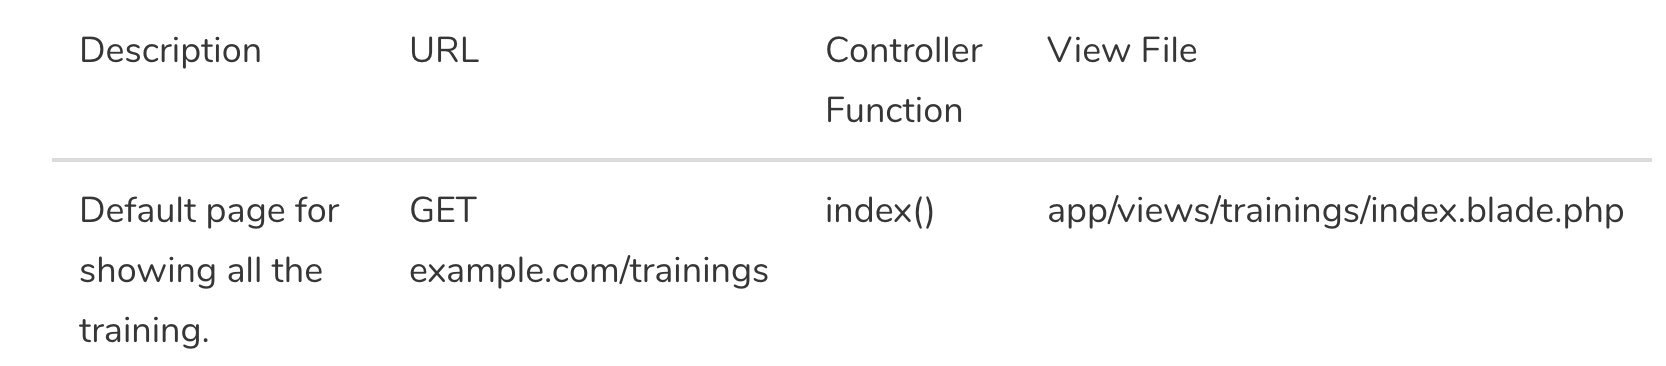 Description URL Controller Function View File
Default page for showing all the training. GET example.com/trainings index() app/views/trainings/index.blade.php